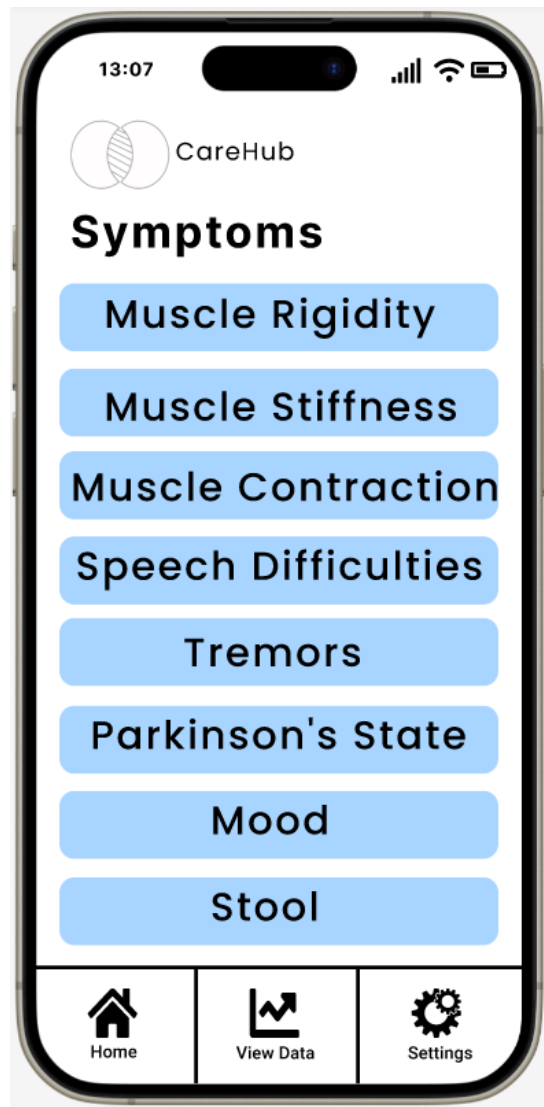 13:07
CareHub
Symptoms
Muscle Rigidity
Muscle Stiffness
Muscle Contraction
Speech Difficulties
Tremors
Parkinson's State
Mood
Stool
Home View Data Settings